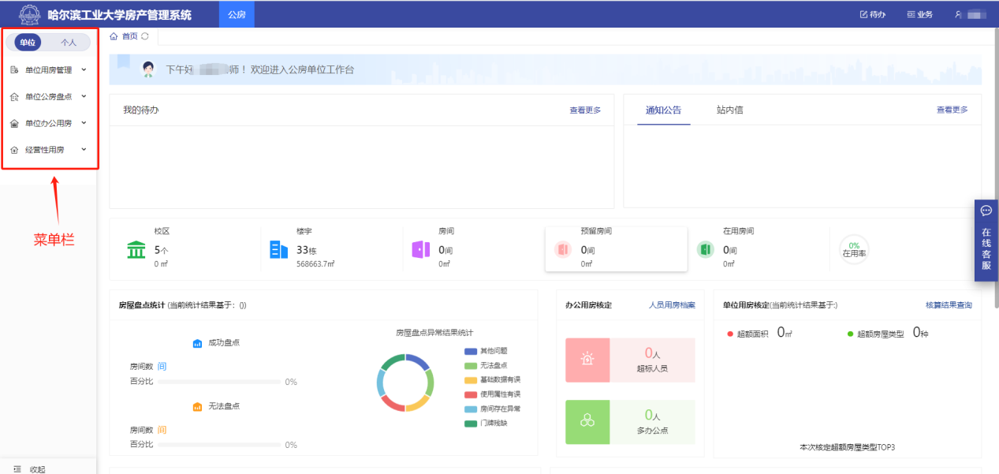 哈尔滨工业大学房产管理系统
公房
待办
业务
单位
个人
首页
单位用房管理
单位公房盘点
单位办公用房
经营性用房
菜单栏
收起
下午好 师！欢迎进入公房单位工作台
我的待办
查看更多
通知公告
站内信
查看更多
校区
5个
0㎡
楼宇
33栋
568663.7㎡
房间
0间
0㎡
预留房间
0间
0㎡
在用房间
0间
0㎡
0%
在用率
在线客服
房屋盘点统计 (当前统计结果基于：())
成功盘点
房间数 间
百分比 0%
无法盘点
房间数 间
百分比 0%
房屋盘点异常结果统计
其他问题
无法盘点
基础数据有误
使用属性有误
房间存在异常
门牌残缺
办公用房核定
人员用房档案
0人
超标人员
0人
多办公点
单位用房核定(当前统计结果基于:)
核算结果查询
超额面积 0㎡
超额房屋类型 0种
本次核定超额房屋类型TOP3